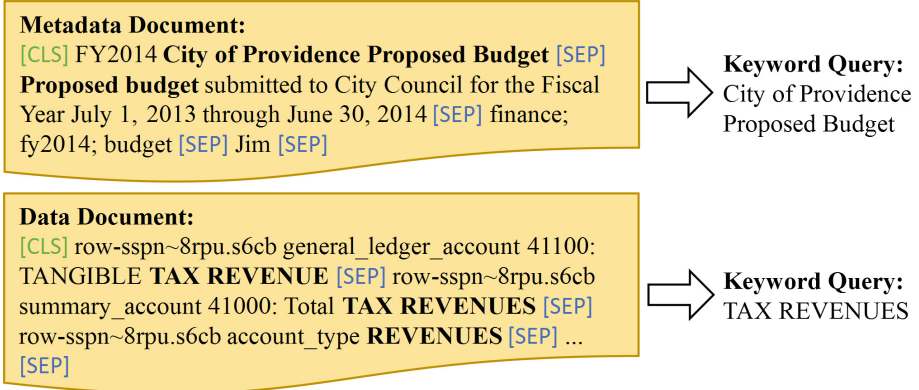 Metadata Document:
[CLS] FY2014 City of Providence Proposed Budget [SEP]
Proposed budget submitted to City Council for the Fiscal
Year July 1, 2013 through June 30, 2014 [SEP] finance;
fy2014; budget [SEP] Jim [SEP]
Keyword Query:
City of Providence
Proposed Budget
Data Document:
[CLS] row-sspn~8rpu.s6cb general_ledger_account 41100:
TANGIBLE TAX REVENUE [SEP] row-sspn~8rpu.s6cb
summary_account 41000: Total TAX REVENUES [SEP]
row-sspn~8rpu.s6cb account_type REVENUES [SEP] ...
[SEP]
Keyword Query:
TAX REVENUES